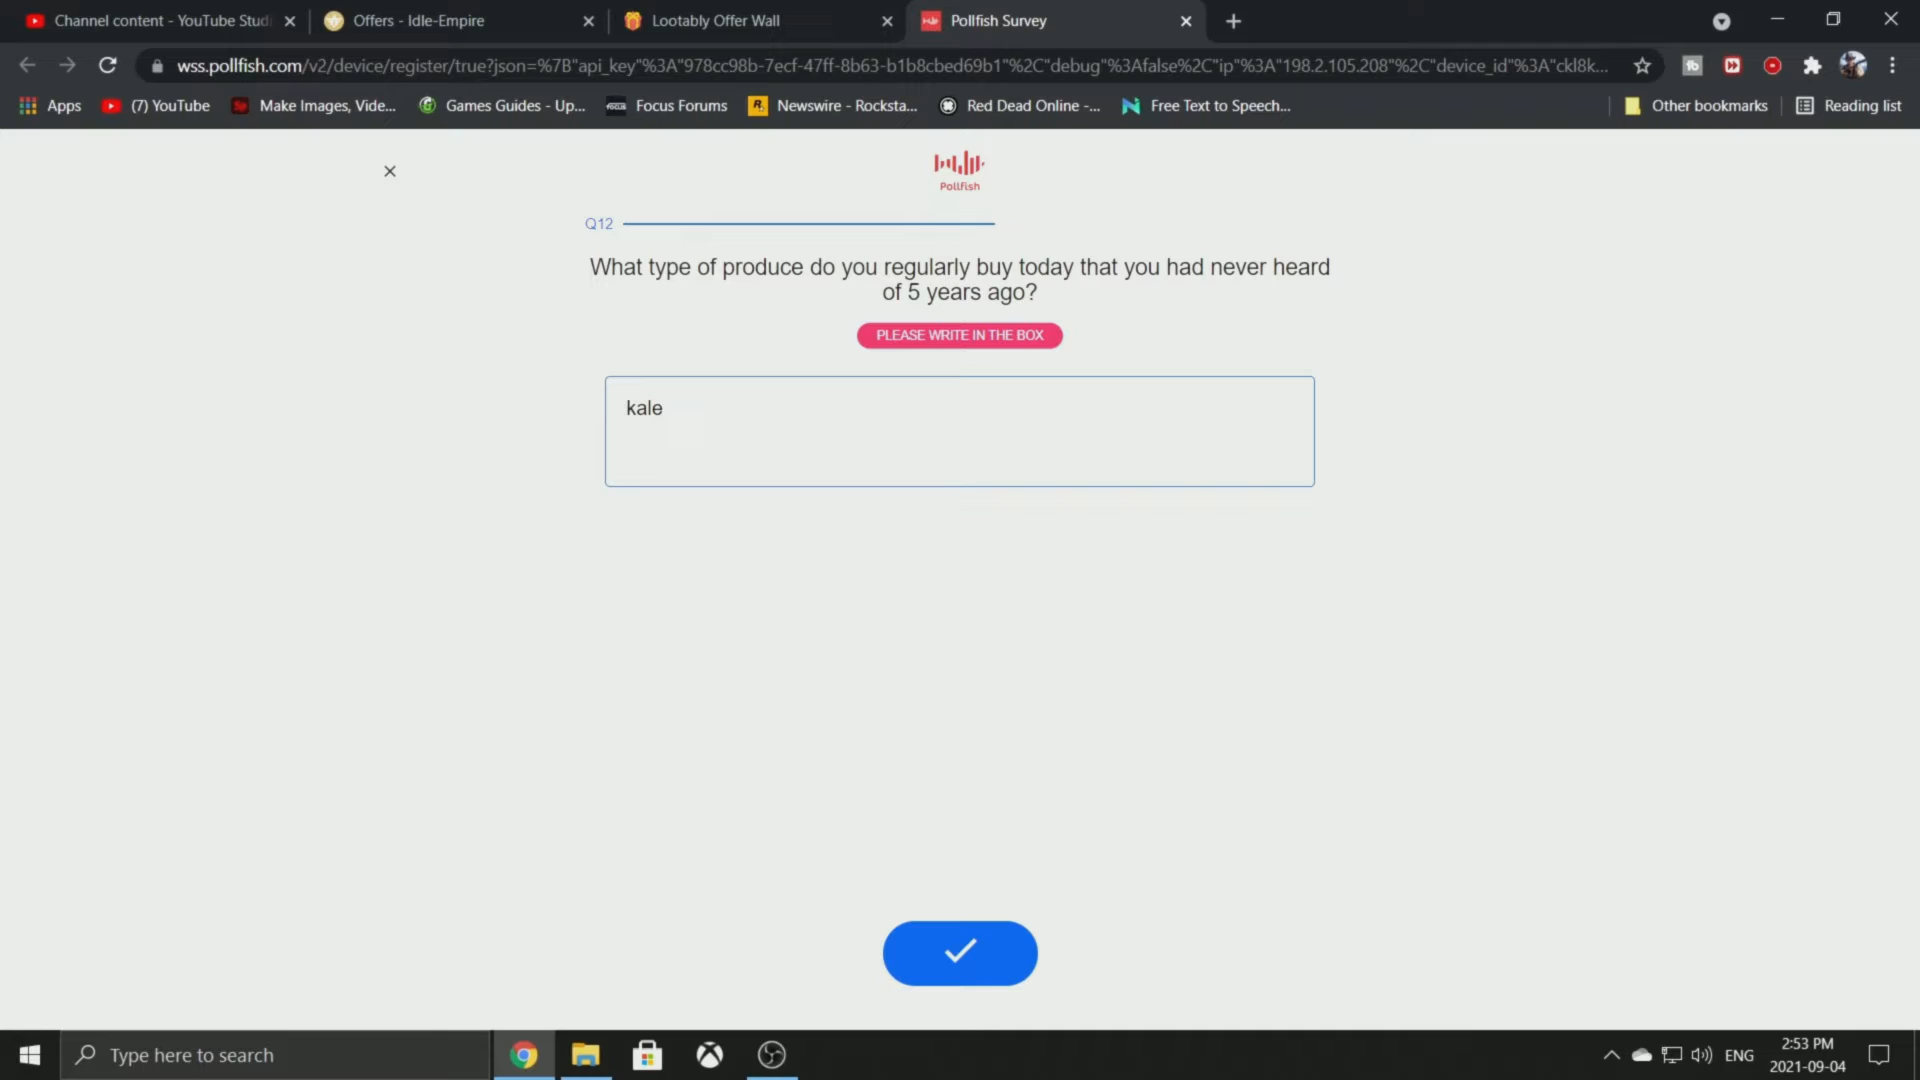 Channel content - YouTube Studi
Offers - Idle-Empire
Lootably Offer Wall
Pollfish Survey
wss.pollfish.com/v2/device/register/true?json=%7B"api_key"%3A"978cc98b-7ecf-47ff-8b63-b1b8cbed69b1"%2C"debug"%3Afalse%2C"ip"%3A"198.2.105.208"%2C"device_id"%3A"ckl8k...
Apps
(7) YouTube
Make Images, Vide...
Games Guides - Up...
Focus Forums
Newswire - Rocksta...
Red Dead Online -...
Free Text to Speech...
Other bookmarks
Reading list
Pollfish
Q12
What type of produce do you regularly buy today that you had never heard
of 5 years ago?
PLEASE WRITE IN THE BOX
kale
Type here to search
ENG
2:53 PM
2021-09-04